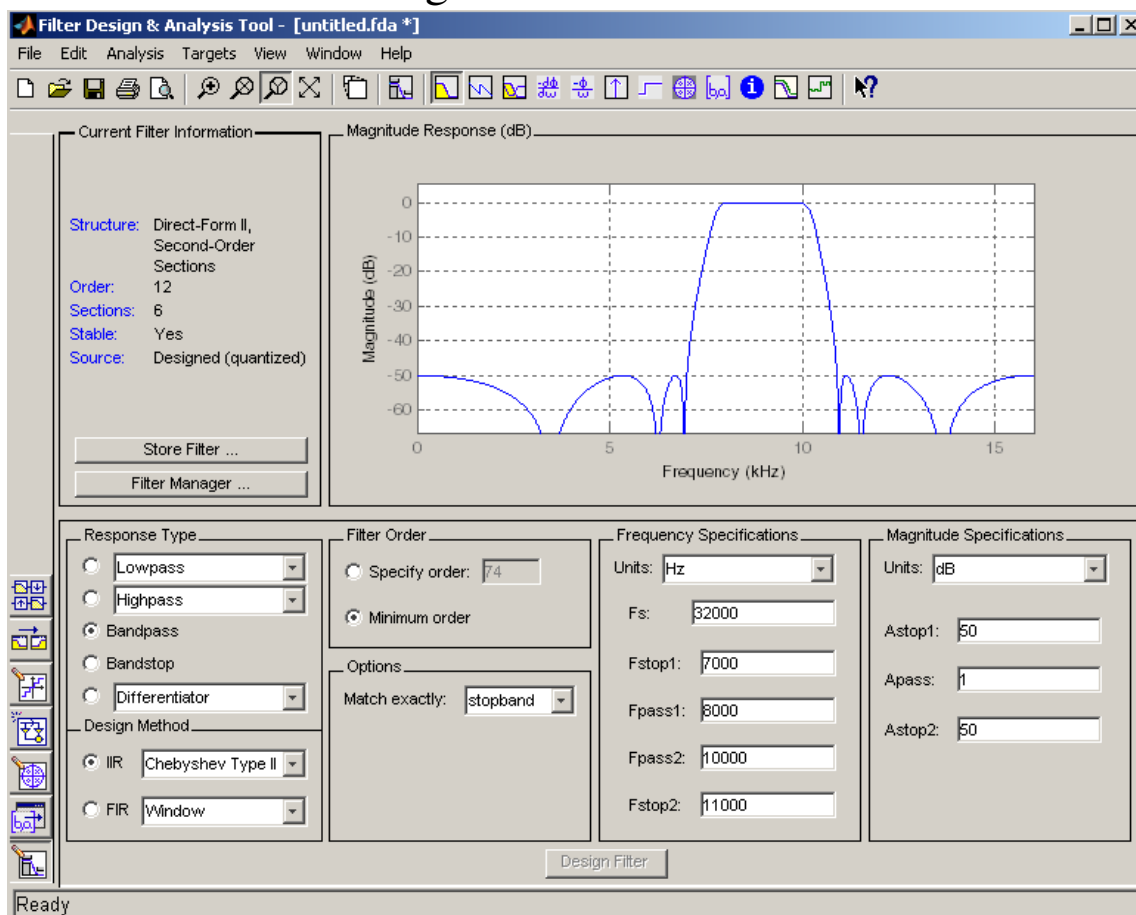 Filter Design & Analysis Tool - [untitled.fda *]
File Edit Analysis Targets View Window Help
Current Filter Information
Structure: Direct-Form II,
Second-Order
Sections
Order: 12
Sections: 6
Stable: Yes
Source: Designed (quantized)
Store Filter ...
Filter Manager ...
Magnitude Response (dB)
Magnitude (dB)
0
-10
-20
-30
-40
-50
-60
0 5 10 15
Frequency (kHz)
Response Type
Lowpass
Highpass
Bandpass
Bandstop
Differentiator
Design Method
IIR Chebyshev Type II
FIR Window
Filter Order
Specify order: 74
Minimum order
Options
Match exactly: stopband
Frequency Specifications
Units: Hz
Fs: 32000
Fstop1: 7000
Fpass1: 8000
Fpass2: 10000
Fstop2: 11000
Magnitude Specifications
Units: dB
Astop1: 50
Apass: 1
Astop2: 50
Design Filter
Ready